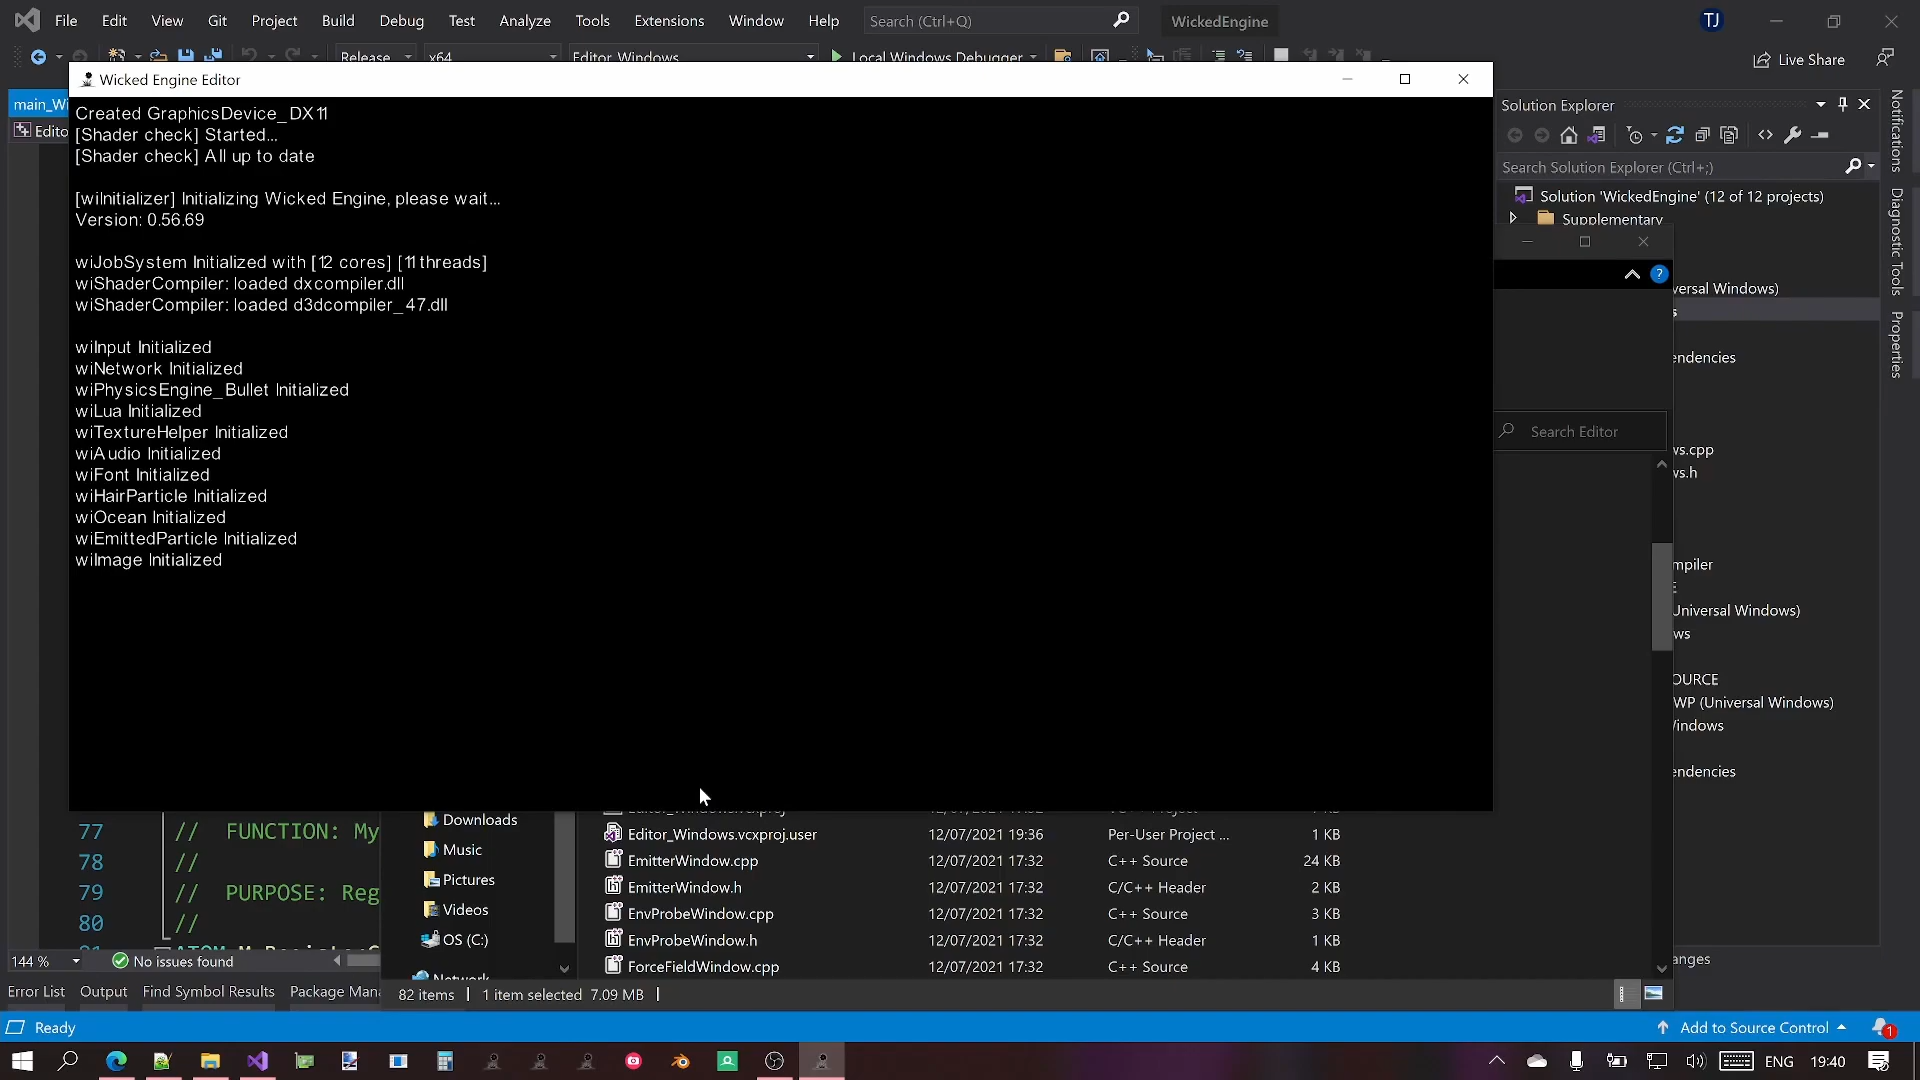 File Edit View Git Project Build Debug Test Analyze Tools Extensions Window Help Search (Ctrl+Q) WickedEngine TJ
Release x64 Editor_Windows Local Windows Debugger Live Share
Wicked Engine Editor
Created GraphicsDevice_DX11
[Shader check] Started...
[Shader check] All up to date
[wiInitializer] Initializing Wicked Engine, please wait...
Version: 0.56.69
wiJobSystem Initialized with [12 cores] [11 threads]
wiShaderCompiler: loaded dxcompiler.dll
wiShaderCompiler: loaded d3dcompiler_47.dll
wiInput Initialized
wiNetwork Initialized
wiPhysicsEngine_Bullet Initialized
wiLua Initialized
wiTextureHelper Initialized
wiAudio Initialized
wiFont Initialized
wiHairParticle Initialized
wiOcean Initialized
wiEmittedParticle Initialized
wiImage Initialized
main_Wi
Edito
Solution Explorer
Search Solution Explorer (Ctrl+;)
Solution 'WickedEngine' (12 of 12 projects)
Supplementary
versal Windows)
s
endencies
Search Editor
ws.cpp
ws.h
mpiler
E
Universal Windows)
ws
OURCE
WP (Universal Windows)
Windows
endencies
anges
Notifications
Diagnostic Tools
Properties
77 // FUNCTION: My
78 //
79 // PURPOSE: Reg
80 //
Downloads
Music
Pictures
Videos
OS (C:)
Network
Editor_Windows.vcxproj
Editor_Windows.vcxproj.user 12/07/2021 19:36 Per-User Project ... 1 KB
EmitterWindow.cpp 12/07/2021 17:32 C++ Source 24 KB
EmitterWindow.h 12/07/2021 17:32 C/C++ Header 2 KB
EnvProbeWindow.cpp 12/07/2021 17:32 C++ Source 3 KB
EnvProbeWindow.h 12/07/2021 17:32 C/C++ Header 1 KB
ForceFieldWindow.cpp 12/07/2021 17:32 C++ Source 4 KB
144 % No issues found
82 items 1 item selected 7.09 MB
Error List Output Find Symbol Results Package Mana
Ready Add to Source Control 1
ENG 19:40